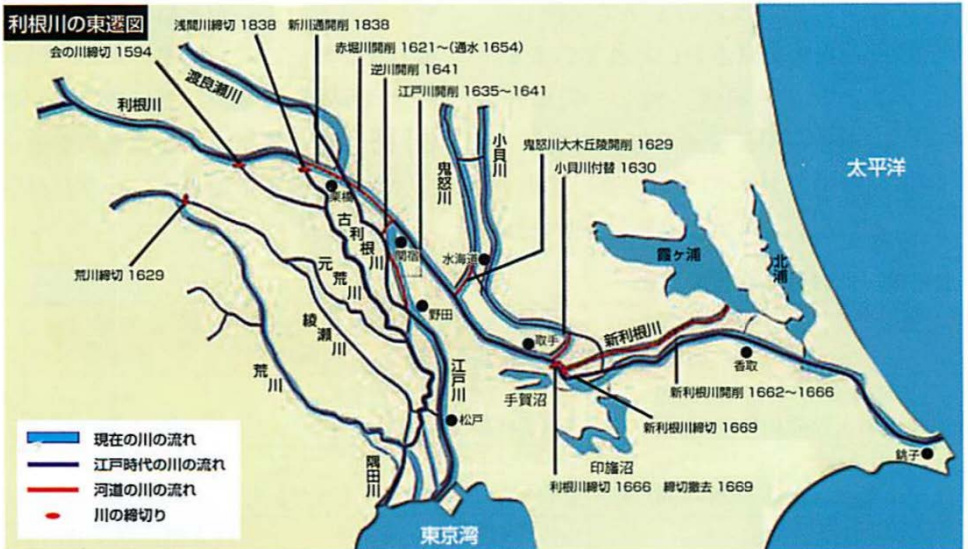 利根川の東遷図
浅間川締切 1838
新川通開削 1838
会の川締切 1594
赤堀川開削 1621~(通水 1654)
逆川開削 1641
江戸川開削 1635~1641
渡良瀬川
利根川
鬼怒川
小貝川
鬼怒川大木丘陵開削 1629
小貝川付替 1630
太平洋
栗橋
古利根川
関宿
水海道
霞ヶ浦
北浦
荒川締切 1629
元荒川
綾瀬川
荒川
野田
取手
新利根川
香取
江戸川
手賀沼
新利根川開削 1662~1666
松戸
新利根川締切 1669
印旛沼
銚子
隅田川
利根川締切 1666 締切撤去 1669
東京湾
現在の川の流れ
江戸時代の川の流れ
河道の川の流れ
川の締切り